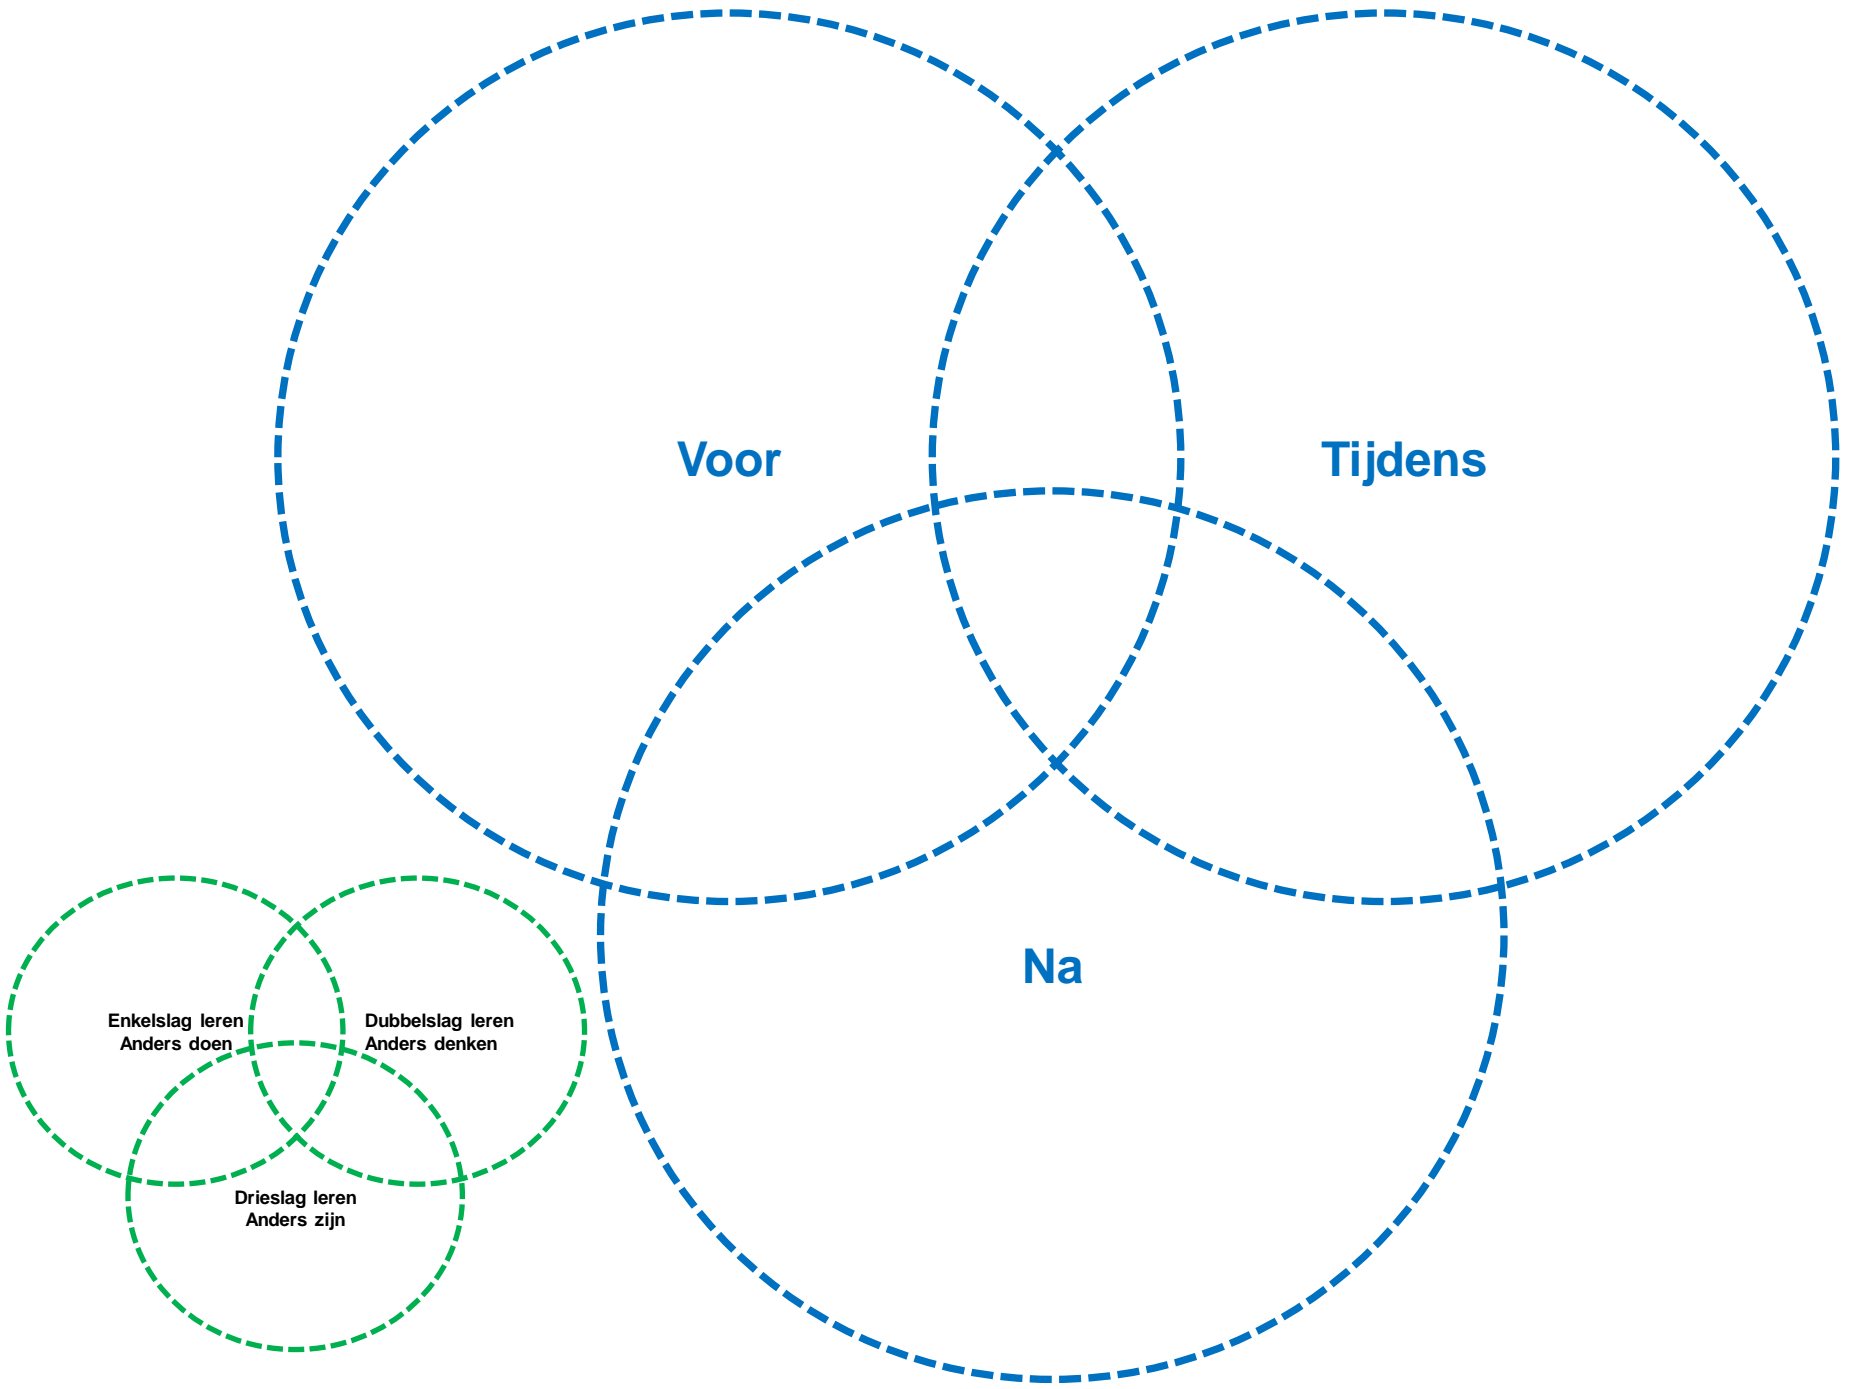 Voor
Tijdens
Na
Enkelslag leren
Anders doen
Dubbelslag leren
Anders denken
Drieslag leren
Anders zijn